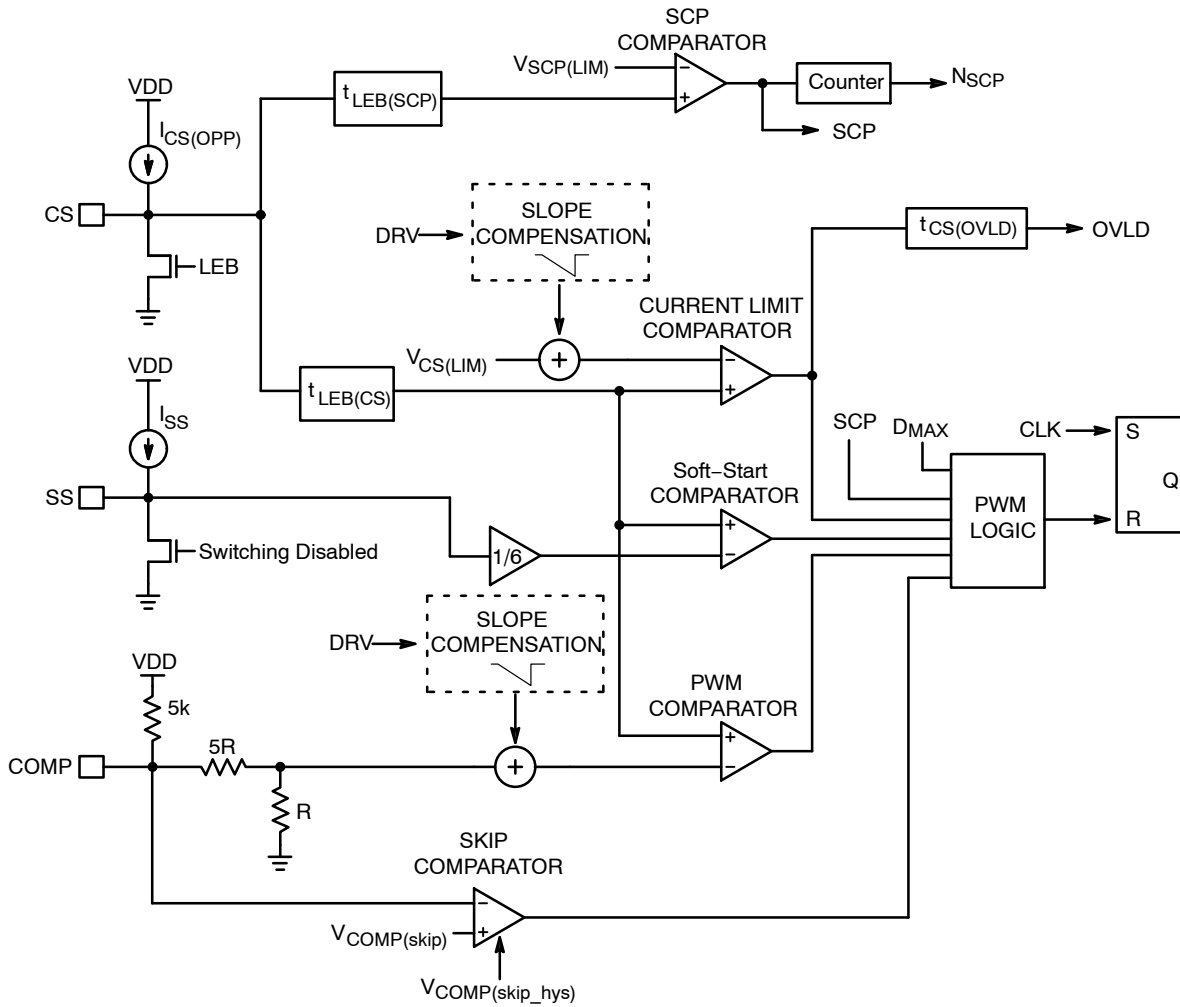 SCP
COMPARATOR
VSCP(LIM)
−
+
Counter
NSCP
SCP
VDD
tLEB(SCP)
ICS(OPP)
CS
LEB
DRV
SLOPE
COMPENSATION
tCS(OVLD)
OVLD
CURRENT LIMIT
COMPARATOR
VCS(LIM)
+
−
+
tLEB(CS)
VDD
ISS
SS
Switching Disabled
1/6
Soft−Start
COMPARATOR
+
−
SCP
DMAX
CLK
S
Q
R
PWM
LOGIC
DRV
SLOPE
COMPENSATION
VDD
5k
COMP
5R
R
+
PWM
COMPARATOR
+
−
SKIP
COMPARATOR
−
+
VCOMP(skip)
VCOMP(skip_hys)